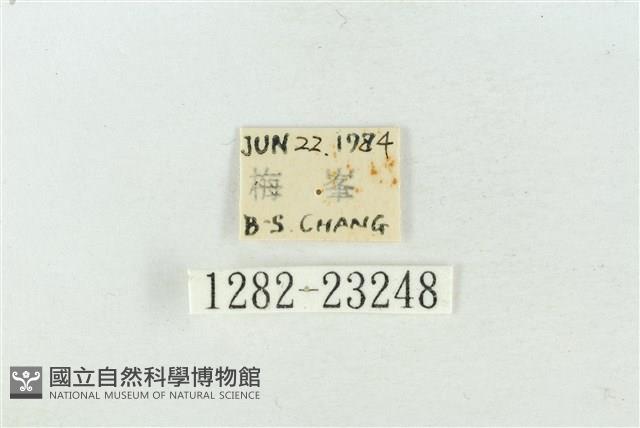 JUN 22. 1984
梅 峯
B-S. CHANG
1282-23248
國立自然科學博物館
NATIONAL MUSEUM OF NATURAL SCIENCE